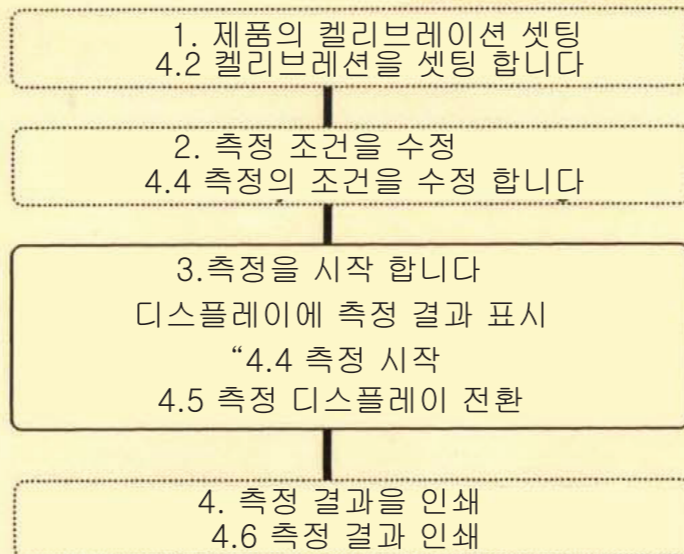 1. 제품의 켈리브레이션 셋팅
4.2 켈리브레션을 셋팅 합니다
2. 측정 조건을 수정
4.4 측정의 조건을 수정 합니다
3.측정을 시작 합니다
디스플레이에 측정 결과 표시
“4.4 측정 시작
4.5 측정 디스플레이 전환
4. 측정 결과을 인쇄
4.6 측정 결과 인쇄